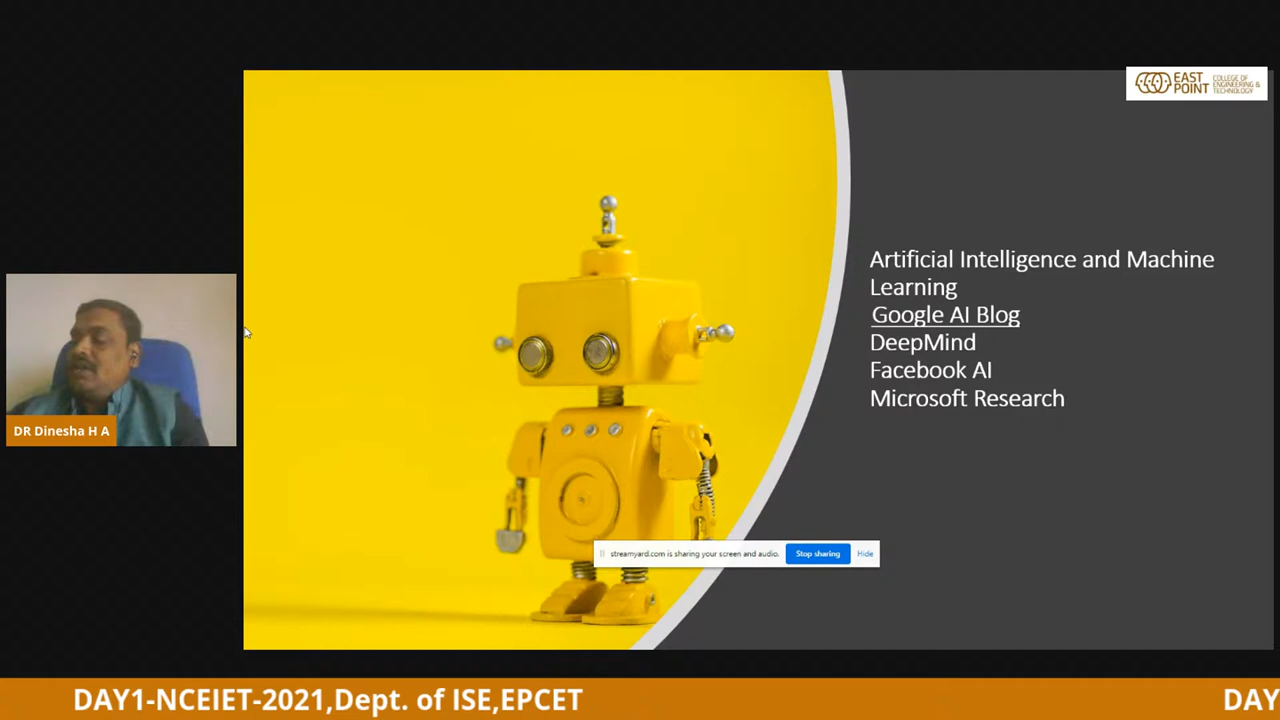 EAST
POINT
COLLEGE OF
ENGINEERING &
TECHNOLOGY
Artificial Intelligence and Machine
Learning
Google AI Blog
DeepMind
Facebook AI
Microsoft Research
DR Dinesha H A
streamyard.com is sharing your screen and audio. Stop sharing Hide
DAY1-NCEIET-2021,Dept. of ISE,EPCET DAY